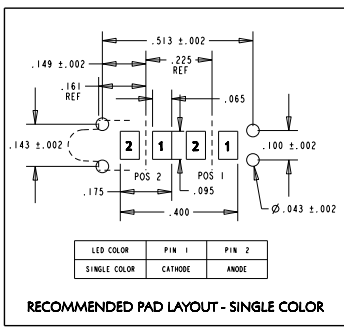 .513 ±.002
.149 ±.002
.225
REF
.161
REF
.065
.143 ±.002
2 1 2 1
.100 ±.002
POS 2 POS 1
.175
.095
.400
Ø.043 ±.002
LED COLOR PIN 1 PIN 2
SINGLE COLOR CATHODE ANODE
RECOMMENDED PAD LAYOUT - SINGLE COLOR